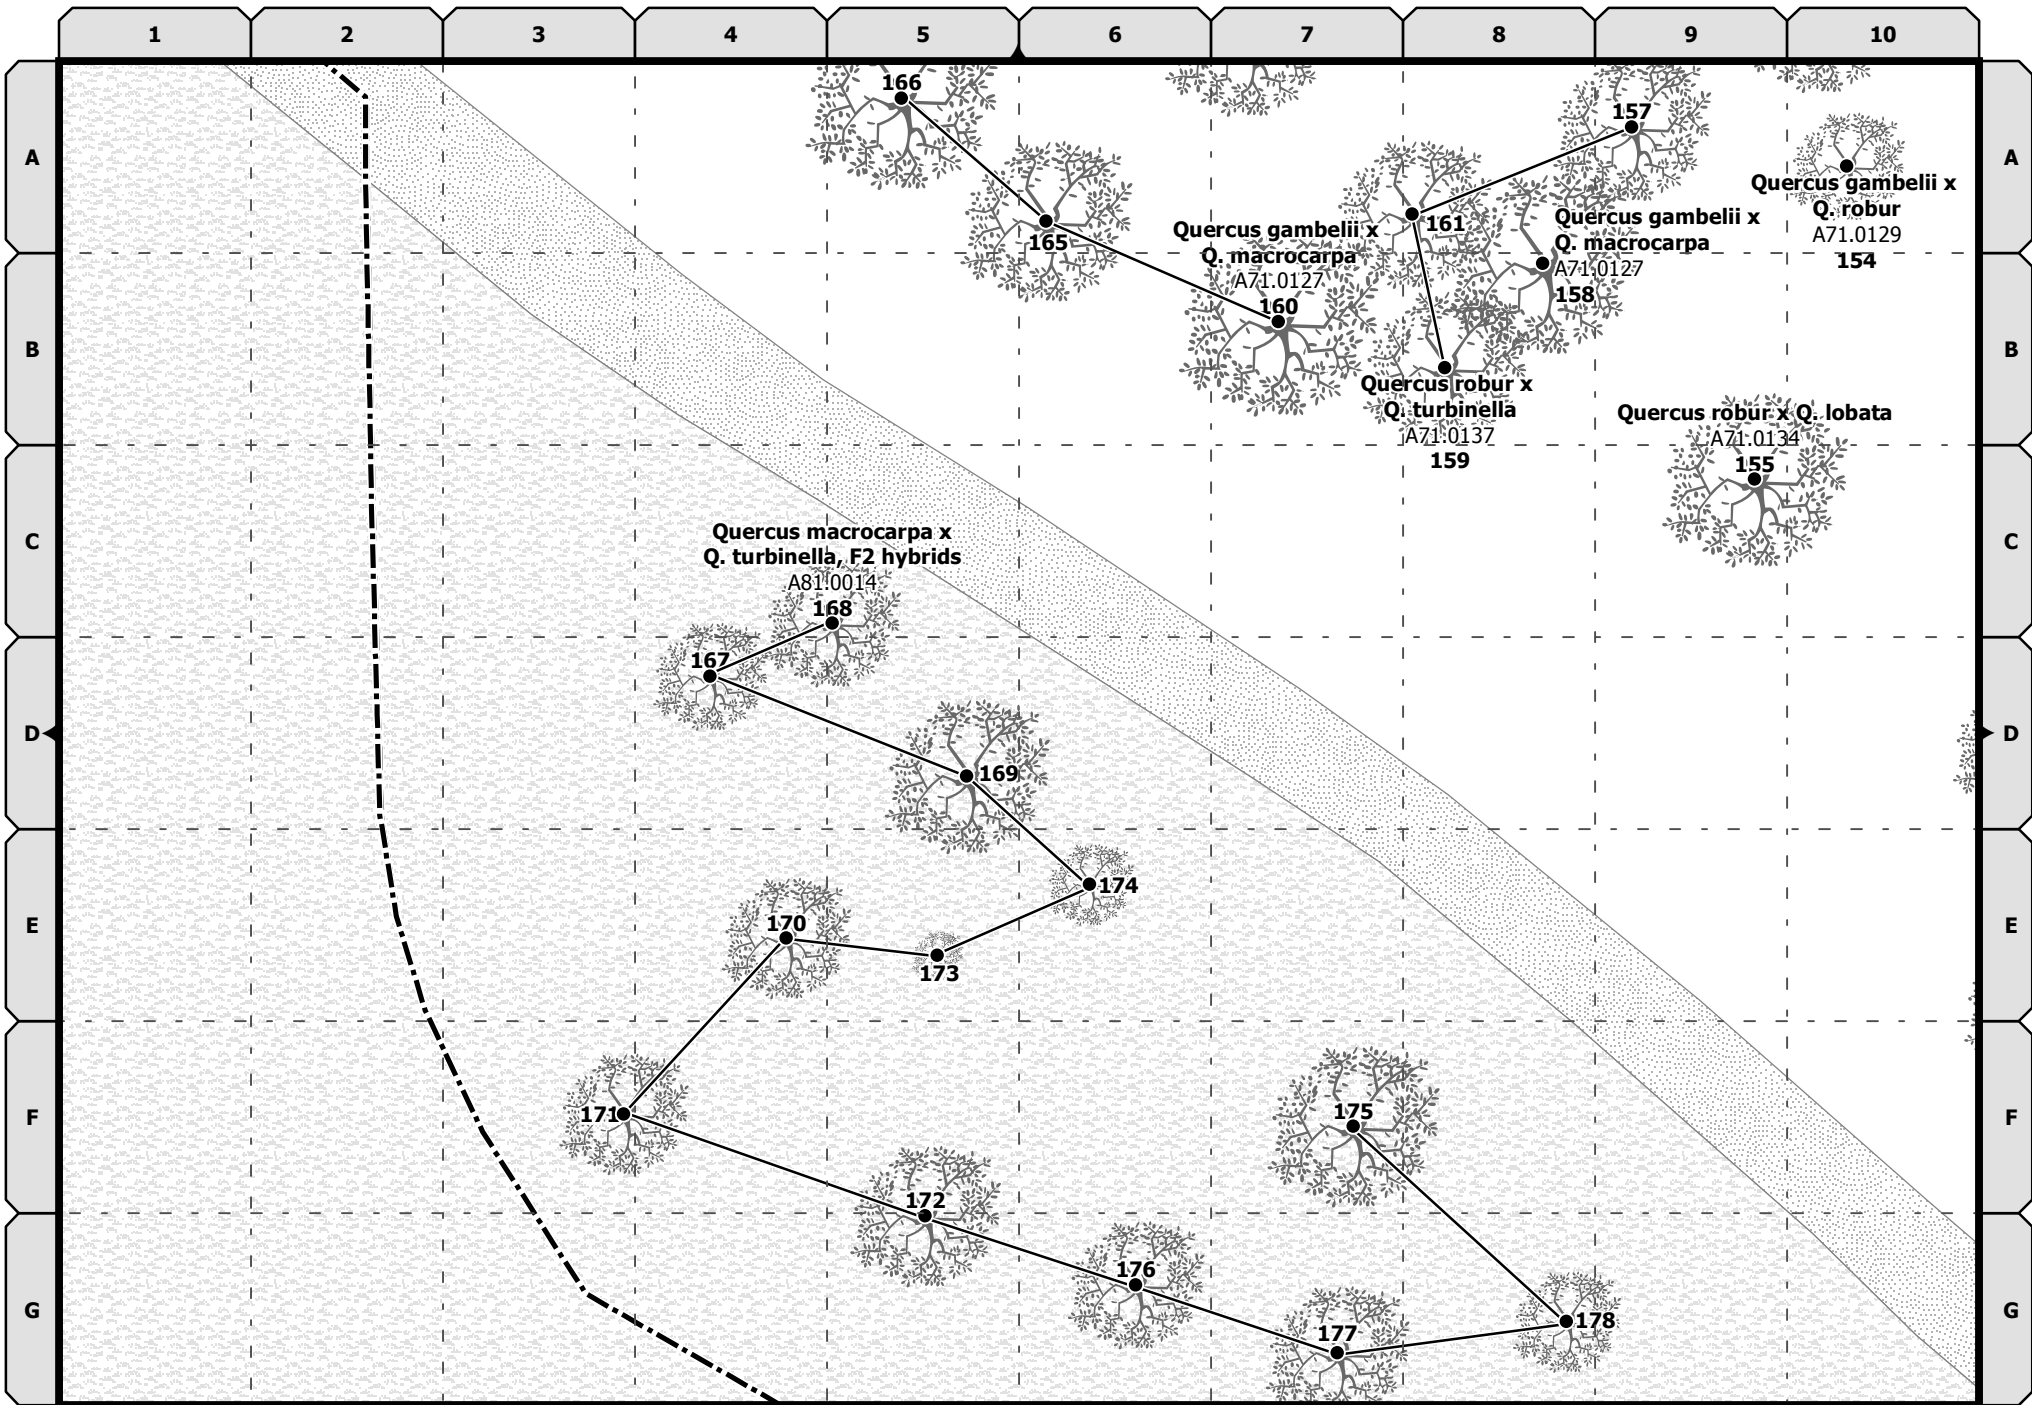 1 2 3 4 5 6 7 8 9 10
A
166
157
A
Quercus gambelii x
Q. robur
A71.0129
154
165
161
Quercus gambelii x
Q. macrocarpa
A71.0127
160
Quercus gambelii x
Q. macrocarpa
A71.0127
158
B
B
Quercus robur x
Q. turbinella
A71.0137
159
Quercus robur x Q. lobata
A71.0134
155
C
C
Quercus macrocarpa x
Q. turbinella, F2 hybrids
A81.0014
168
167
D
D
169
174
E
E
170
173
F
F
171
175
172
176
G
G
177
178